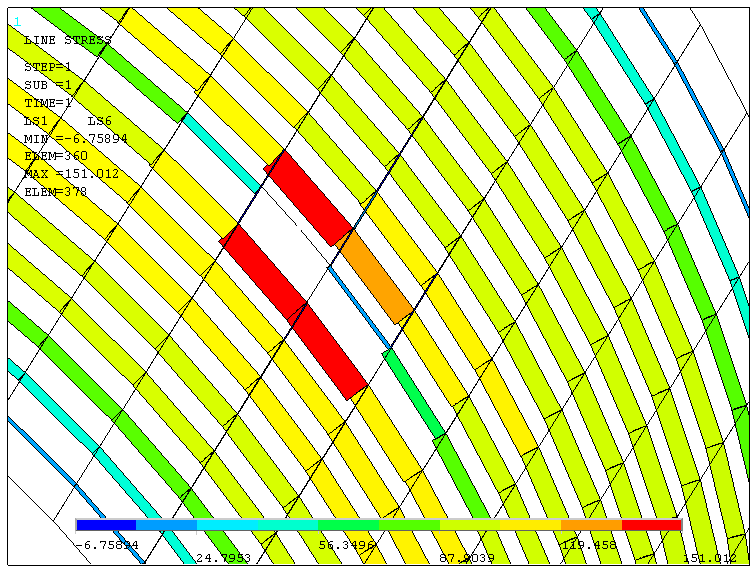 1
LINE STRESS
STEP=1
SUB =1
TIME=1
LS1 LS6
MIN =-6.75894
ELEM=360
MAX =151.012
ELEM=378
-6.75894 56.3496 119.458
24.7953 87.9039 151.012